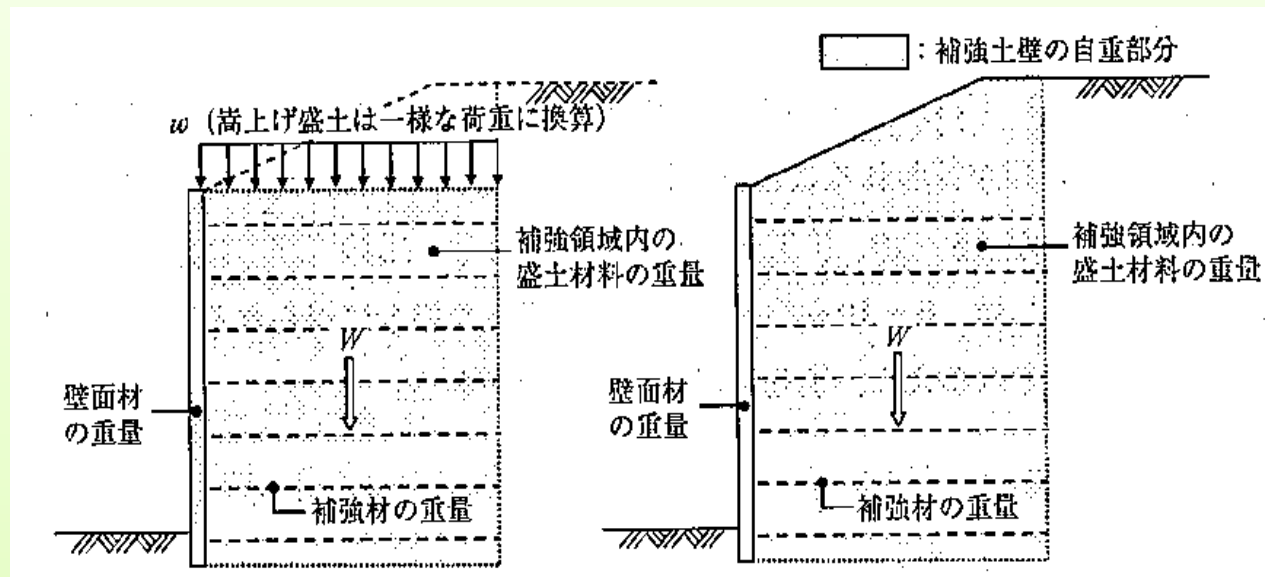 ：補強土壁の自重部分
w（嵩上げ盛土は一様な荷重に換算）
補強領域内の
盛土材料の重量
W
壁面材
の重量
補強材の重量
補強領域内の
盛土材料の重量
W
壁面材
の重量
補強材の重量